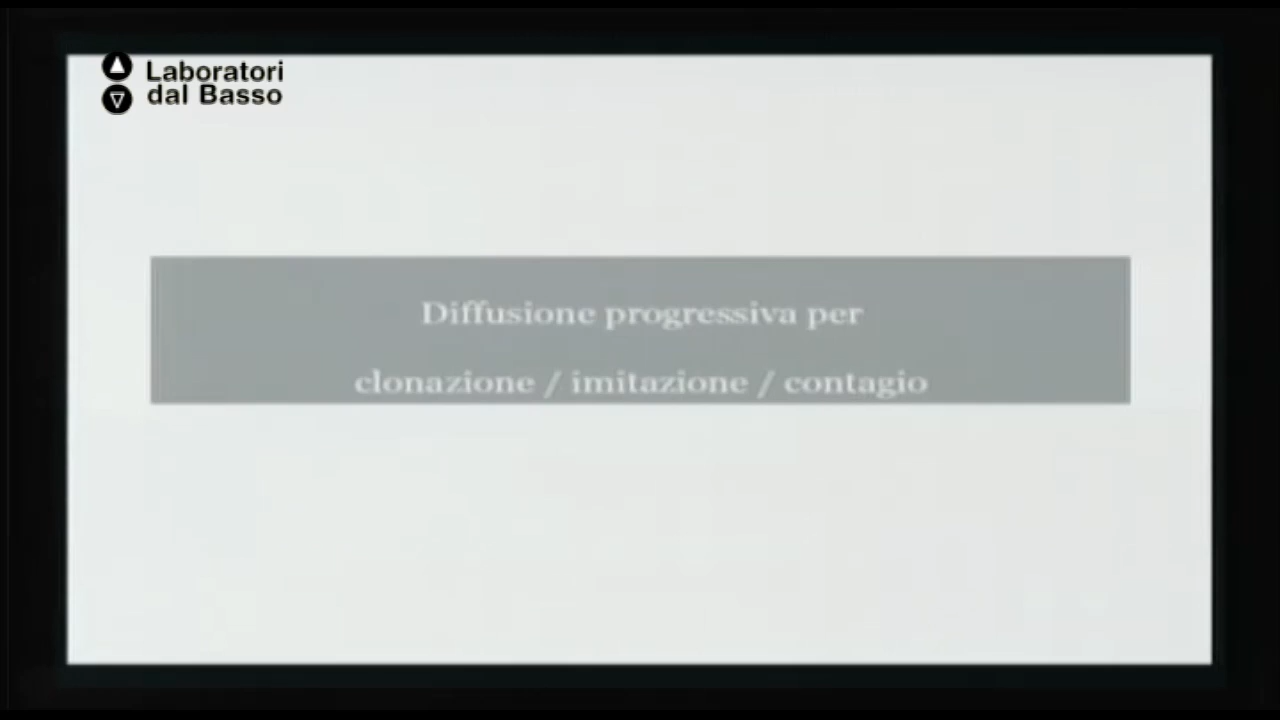 Laboratori
dal Basso
Diffusione progressiva per
clonazione / imitazione / contagio